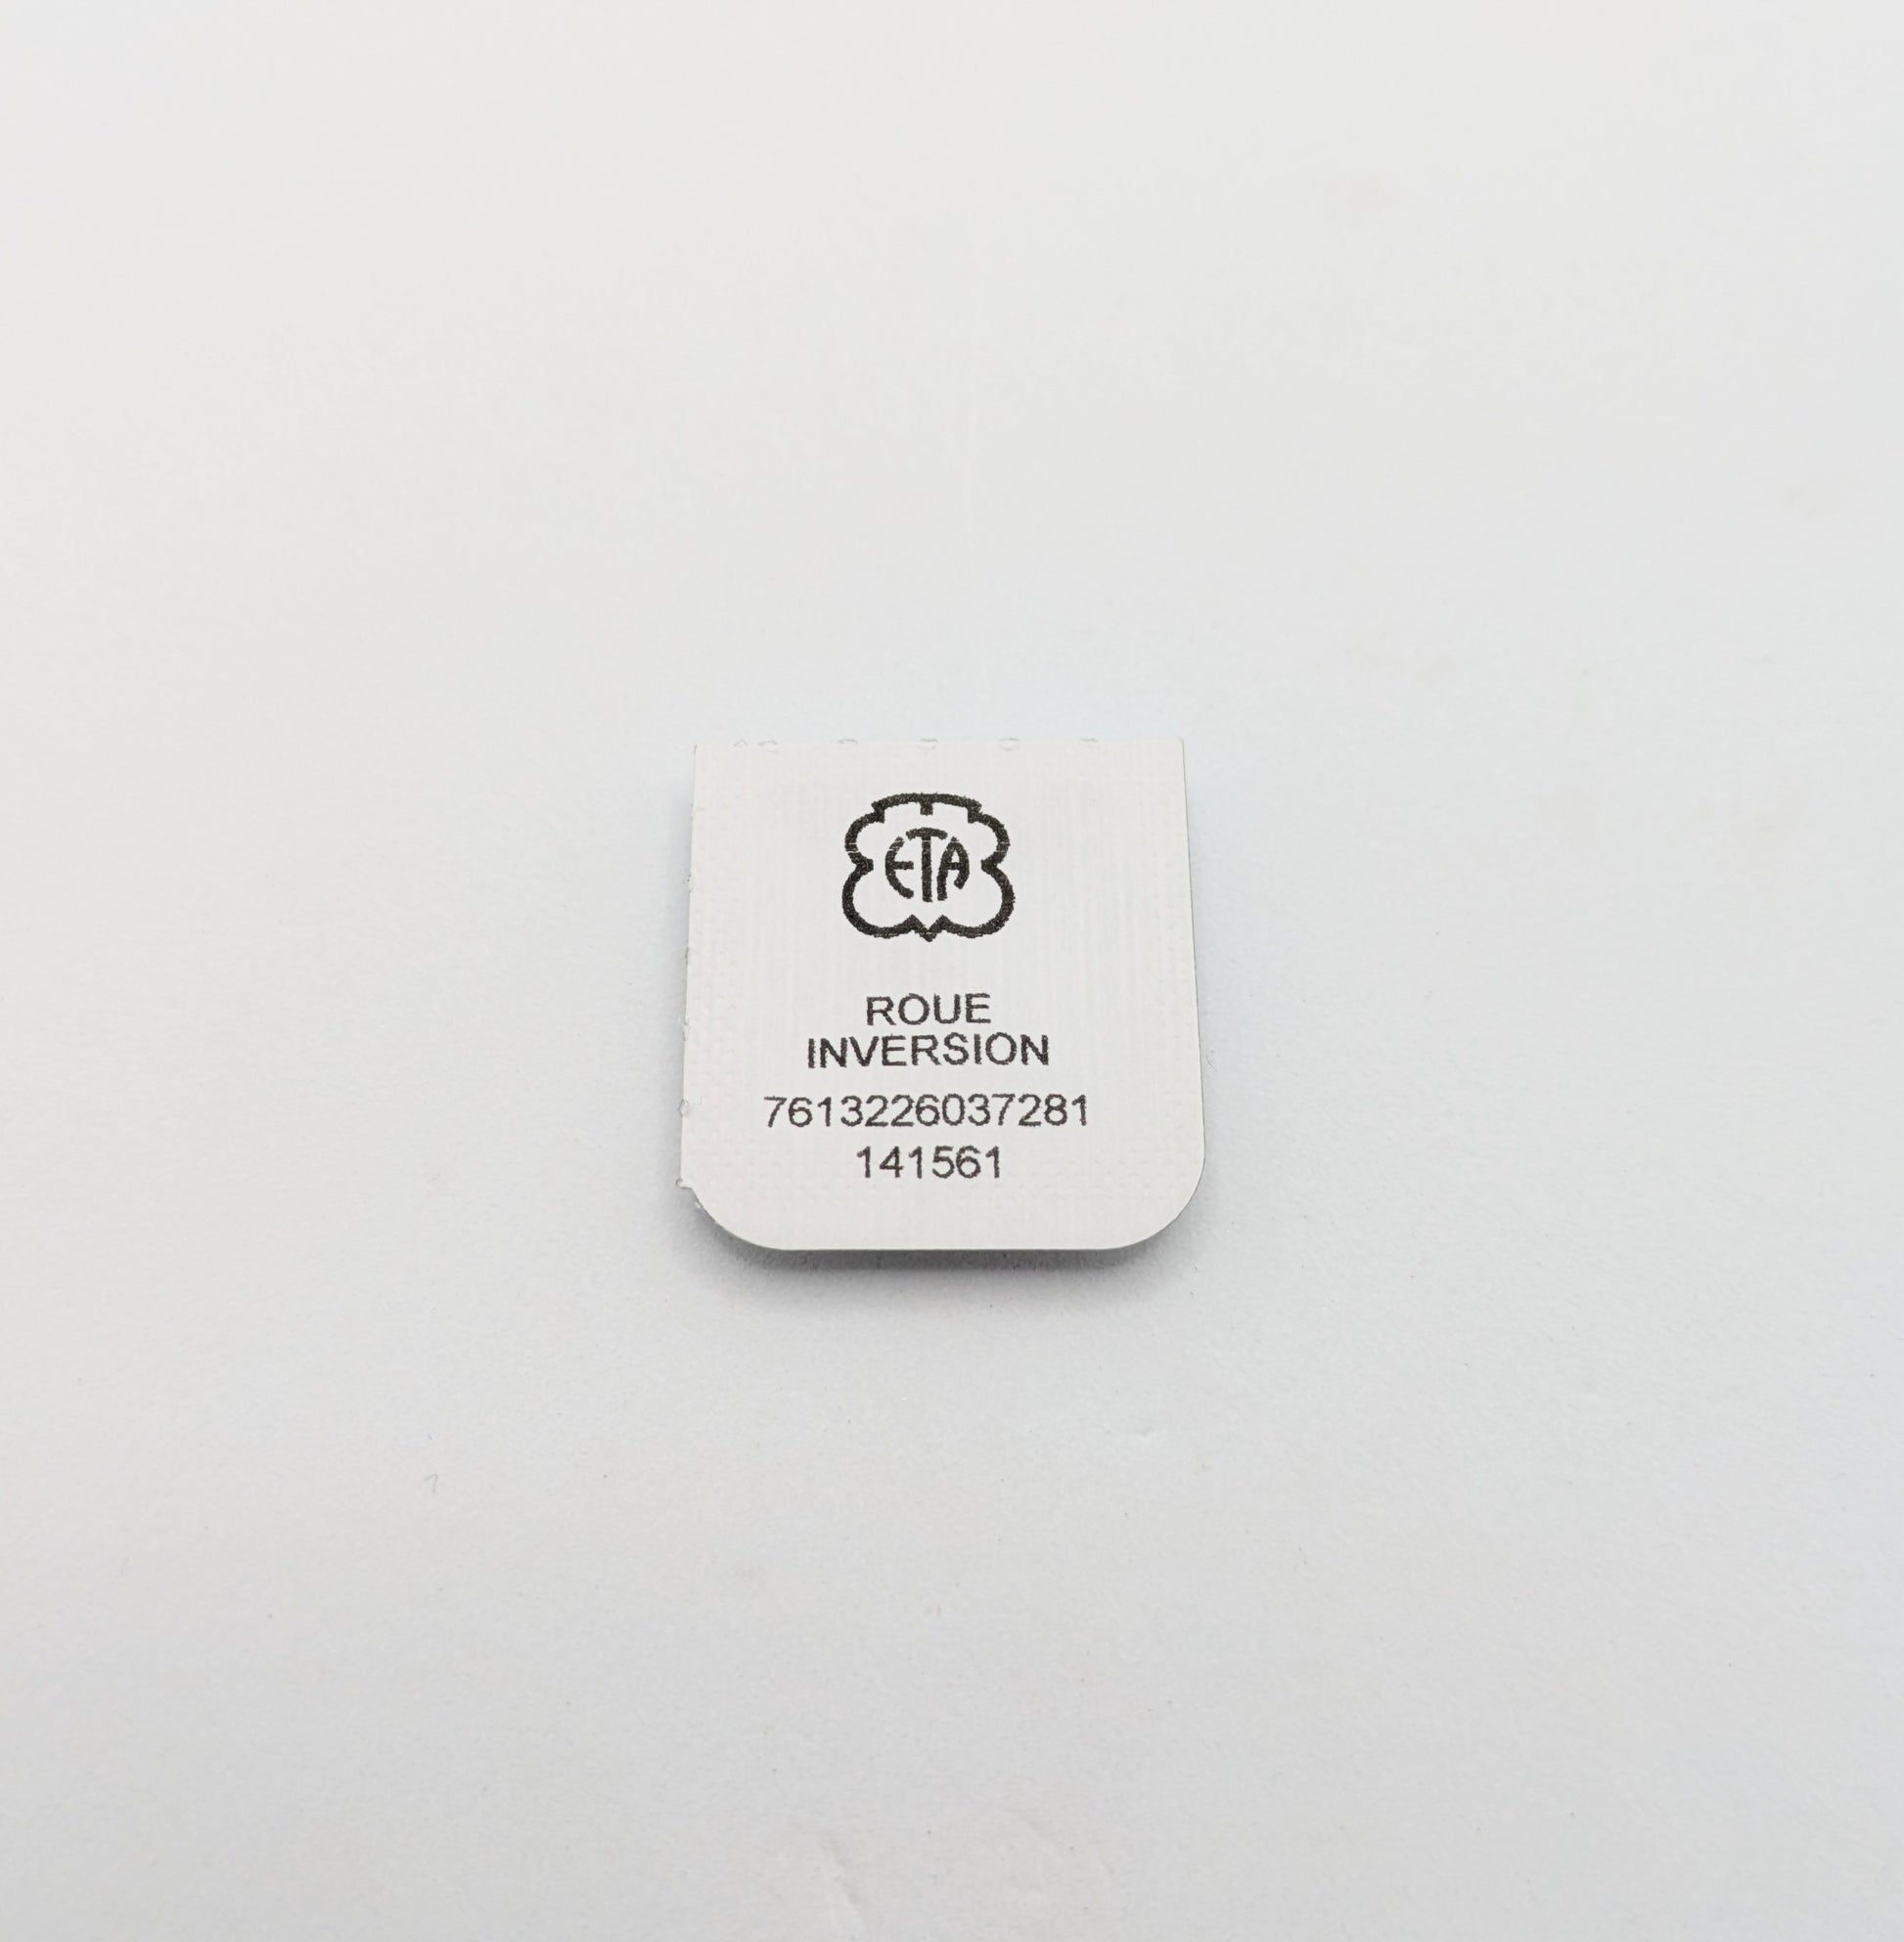 ETA
ROUE
INVERSION
7613226037281
141561